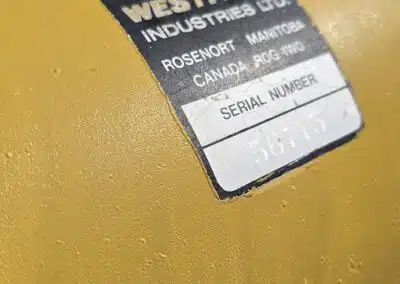 INDUSTRIES LTD.
ROSENORT MANITOBA
CANADA R0G 1W0
SERIAL NUMBER